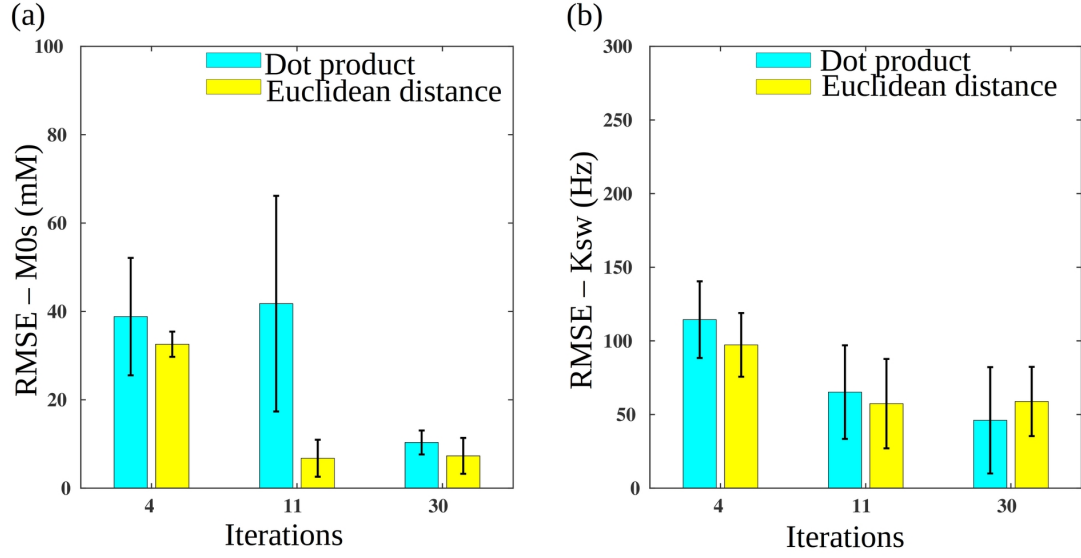 (a)
100
80
60
40
20
0
RMSE – M0s (mM)
Dot product
Euclidean distance
4 11 30
Iterations
(b)
300
250
200
150
100
50
0
RMSE – Ksw (Hz)
Dot product
Euclidean distance
4 11 30
Iterations